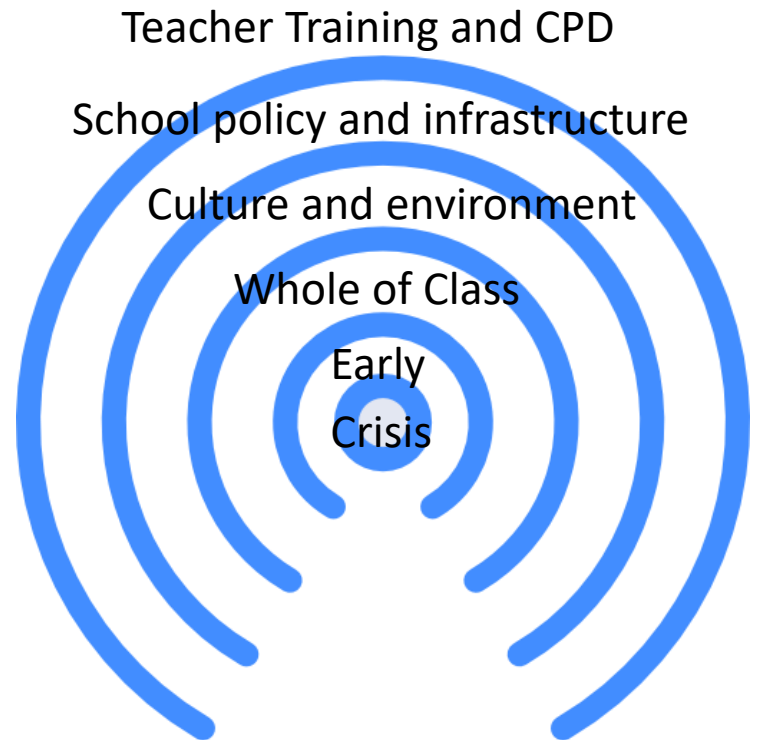 Teacher Training and CPD
School policy and infrastructure
Culture and environment
Whole of Class
Early
Crisis